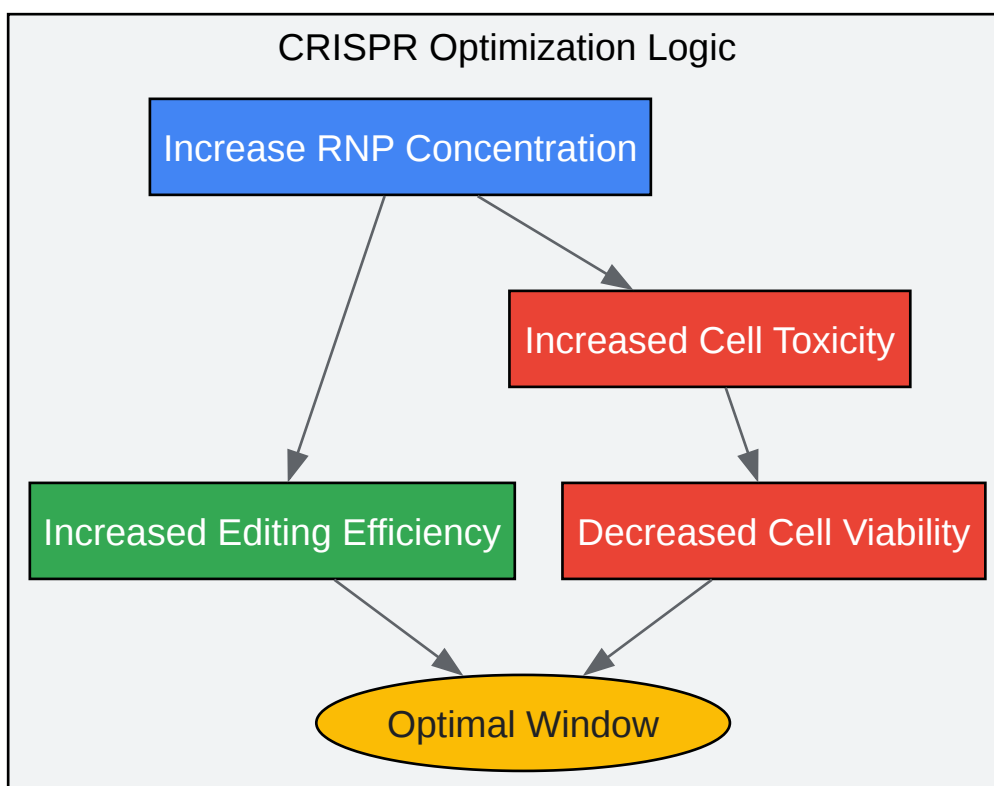 CRISPR Optimization Logic
Increase RNP Concentration
Increased Cell Toxicity
Increased Editing Efficiency
Decreased Cell Viability
Optimal Window